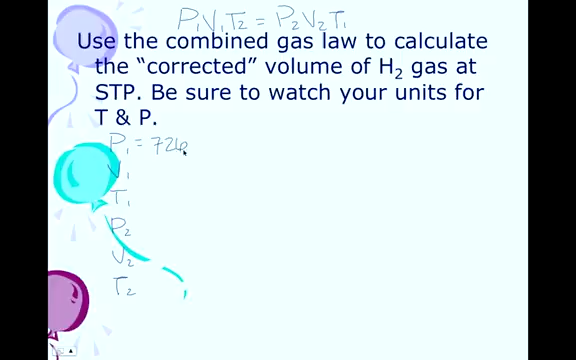 P₁V₁T₂ = P₂V₂T₁
Use the combined gas law to calculate
the “corrected” volume of H₂ gas at
STP. Be sure to watch your units for
T & P.
P₁ = 726
V₁
T₁
P₂
V₂
T₂